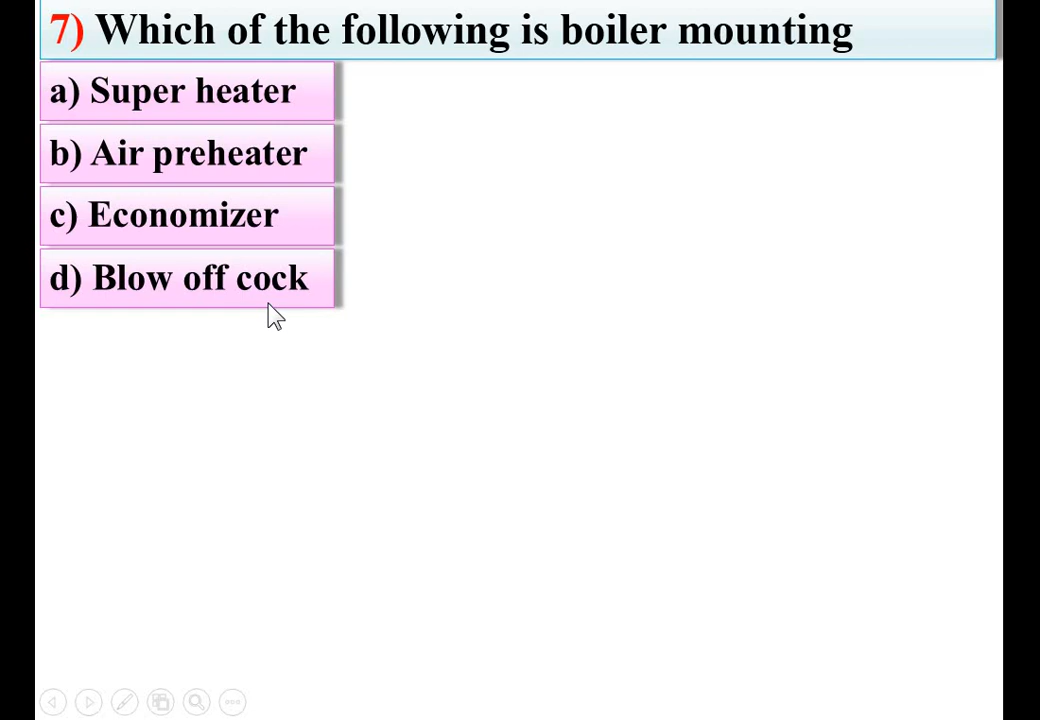 7) Which of the following is boiler mounting
a) Super heater
b) Air preheater
c) Economizer
d) Blow off cock